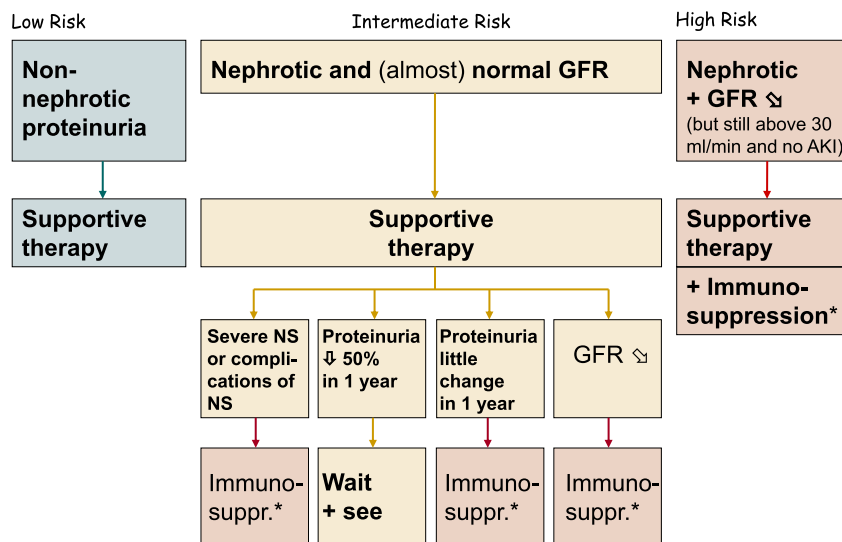 Low Risk
Intermediate Risk
High Risk
Non-
nephrotic
proteinuria
Nephrotic and (almost) normal GFR
Nephrotic
+ GFR ⬂
(but still above 30
ml/min and no AKI)
Supportive
therapy
Supportive
therapy
Supportive
therapy
+ Immuno-
suppression*
Severe NS
or compli-
cations of
NS
Proteinuria
⇩ 50%
in 1 year
Proteinuria
little
change
in 1 year
GFR ⬂
Immuno-
suppr.*
Wait
+ see
Immuno-
suppr.*
Immuno-
suppr.*